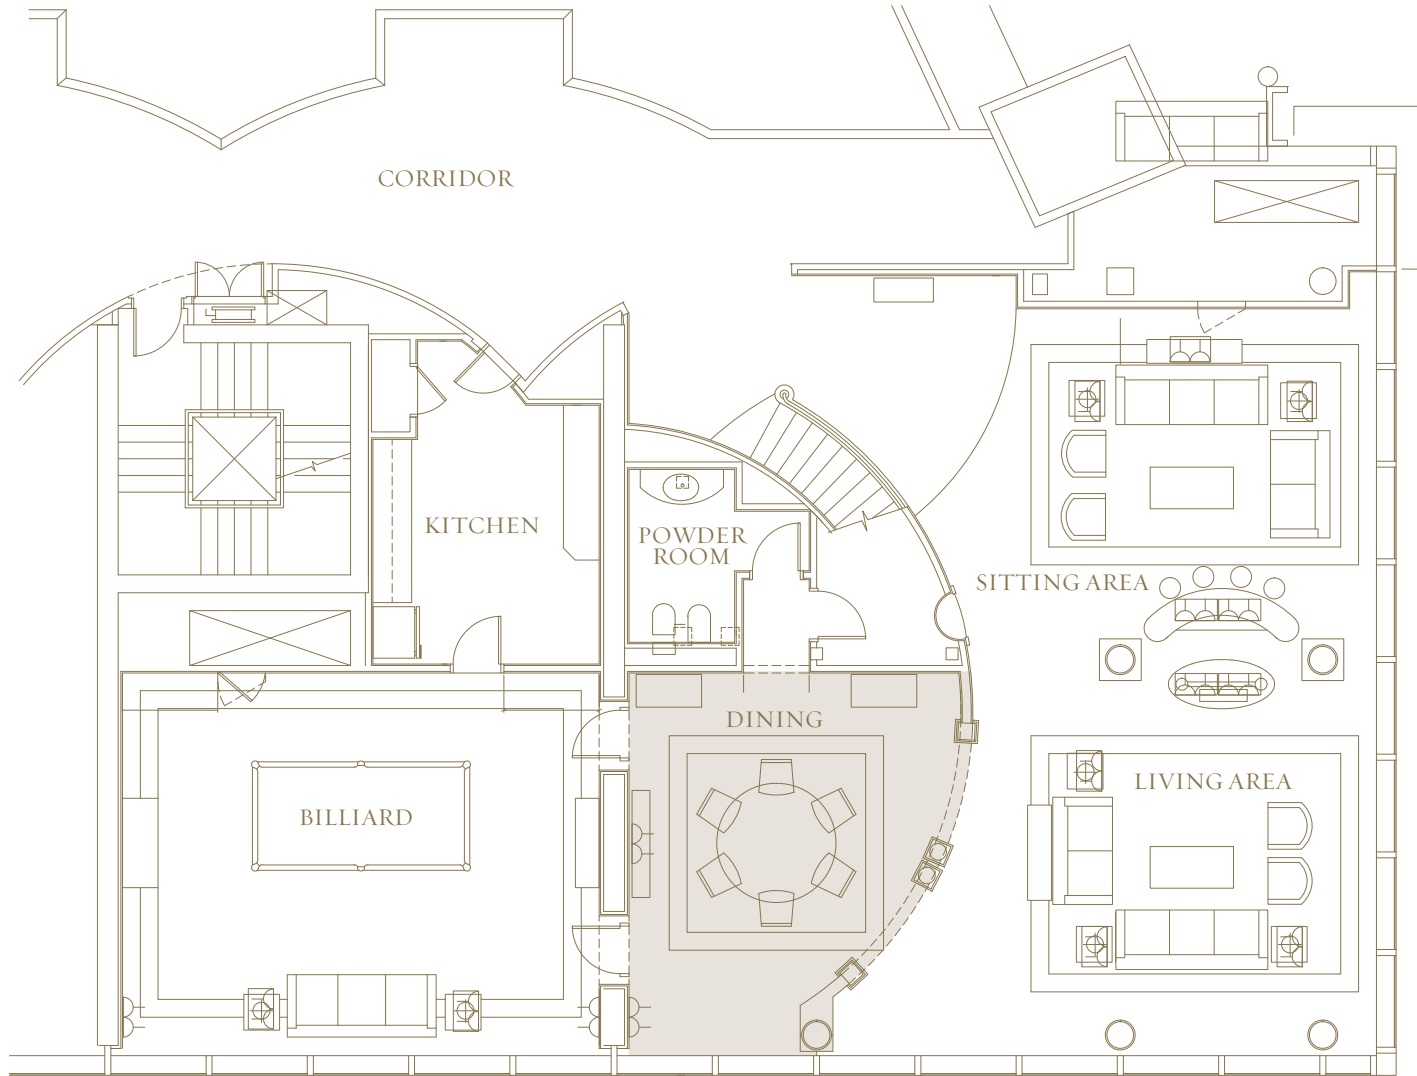 CORRIDOR
KITCHEN
POWDER
ROOM
SITTING AREA
DINING
LIVING AREA
BILLIARD